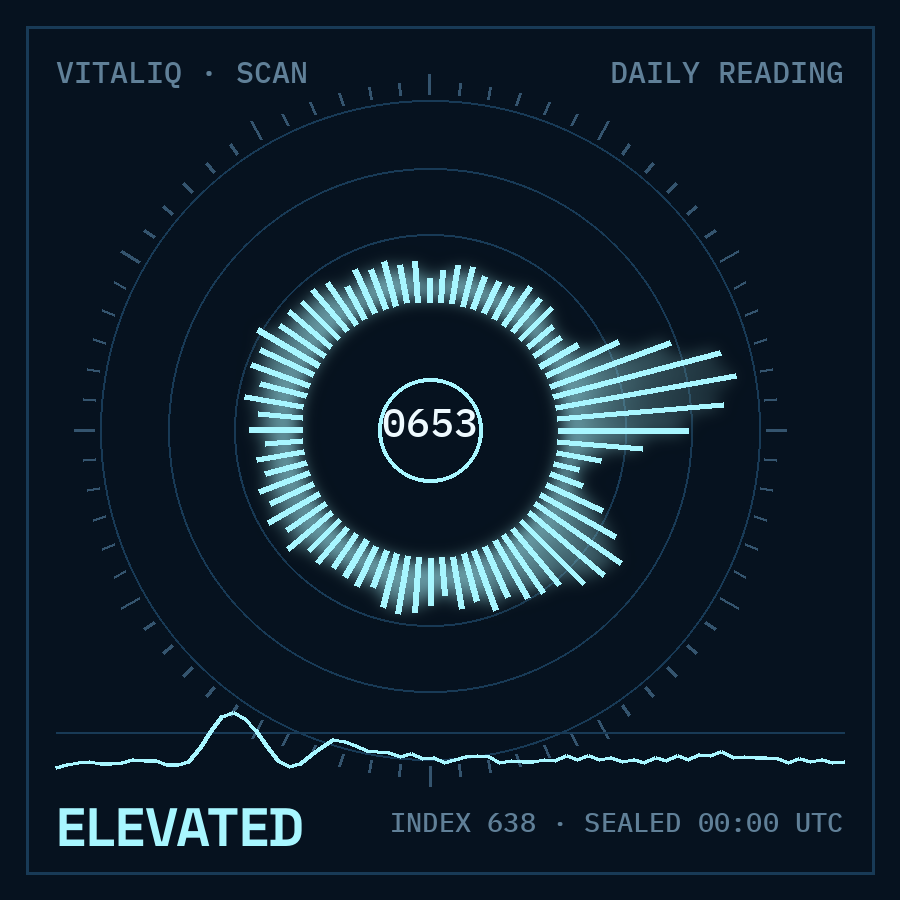 VITALIQ · SCAN
DAILY READING
0653
ELEVATED
INDEX 638 · SEALED 00:00 UTC